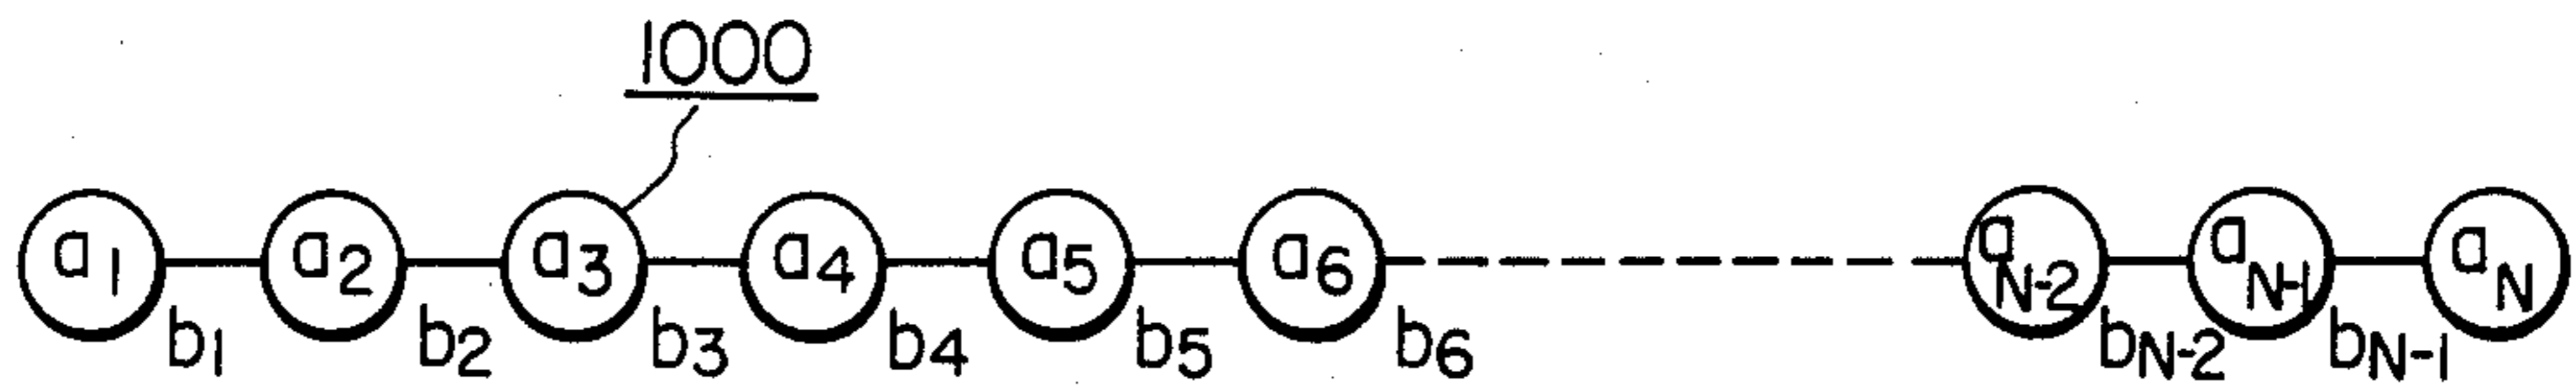 1000
a1 a2 a3 a4 a5 a6 aN-2 aN-1 aN
b1 b2 b3 b4 b5 b6 bN-2 bN-1